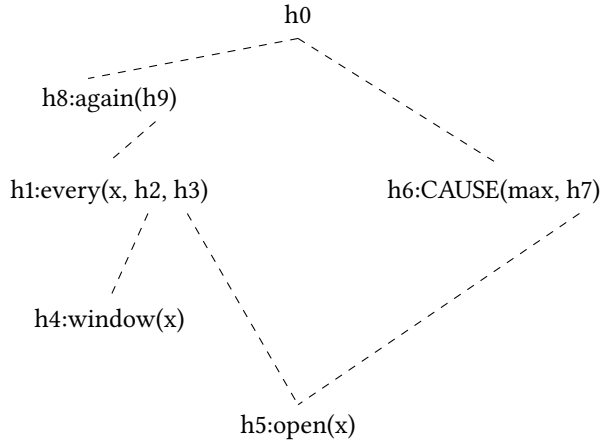 h0
h8:again(h9)
h1:every(x, h2, h3)
h6:CAUSE(max, h7)
h4:window(x)
h5:open(x)